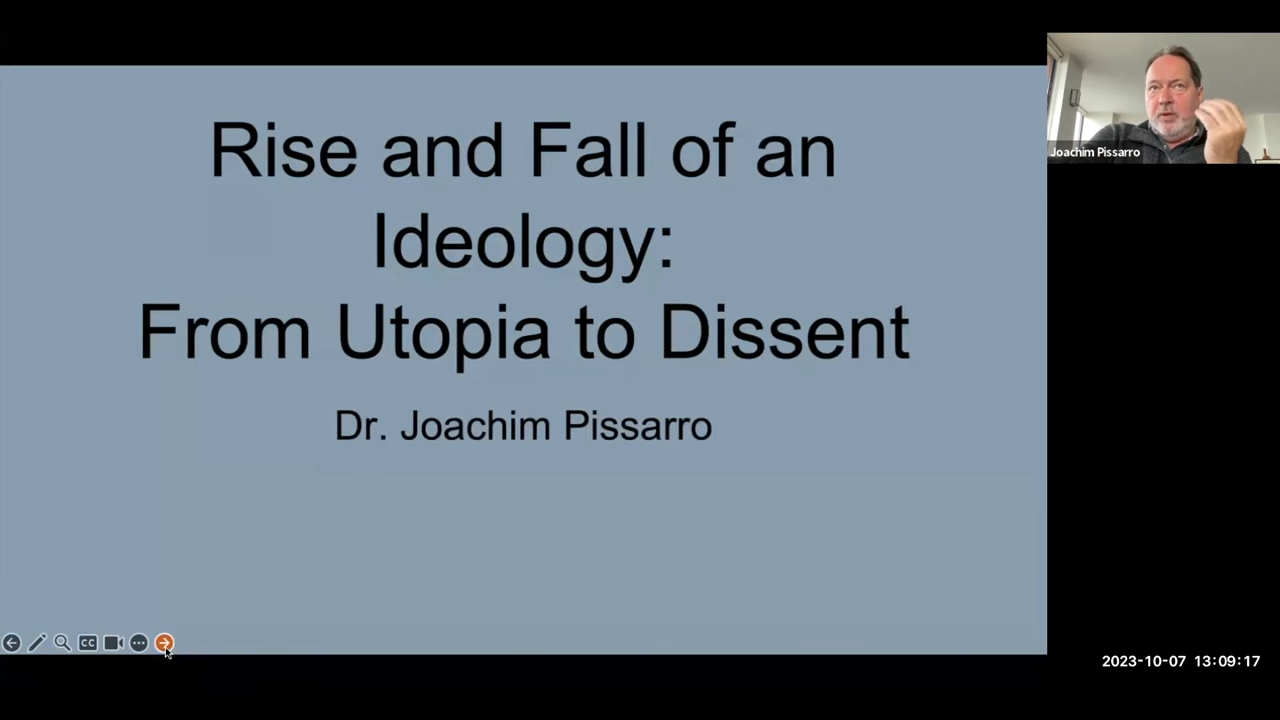 Rise and Fall of an
Ideology:
From Utopia to Dissent
Dr. Joachim Pissarro
Joachim Pissarro
CC
2023-10-07 13:09:17